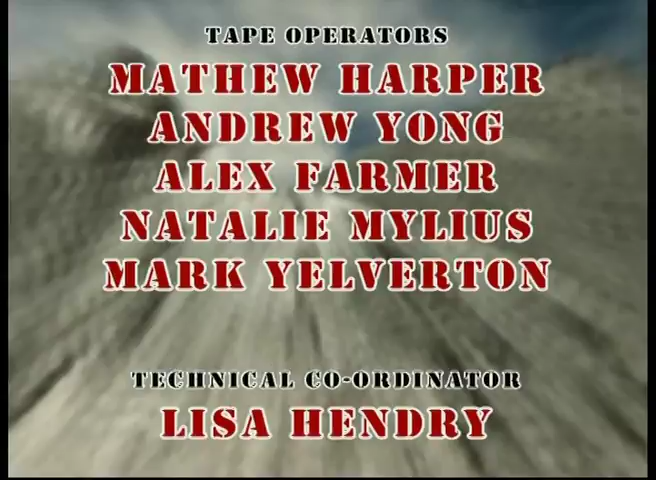 TAPE OPERATORS
MATHEW HARPER
ANDREW YONG
ALEX FARMER
NATALIE MYLIUS
MARK YELVERTON
TECHNICAL CO-ORDINATOR
LISA HENDRY